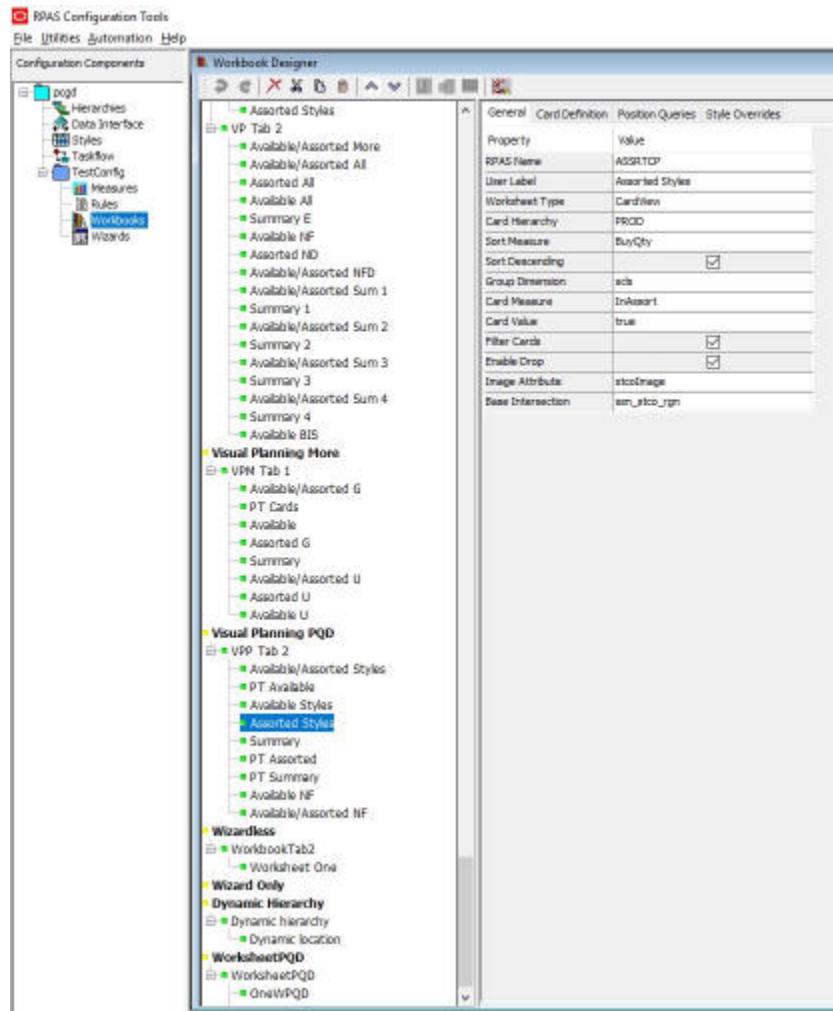 RPAS Configuration Tools
File Utilities Automation Help
Configuration Components
pqgd
Hierarchies
Data Interface
Styles
Taskflow
TestConfig
Measures
Rules
Workbooks
Wizards
Workbook Designer
Assorted Styles
VP Tab 2
Available/Assorted More
Available/Assorted All
Assorted All
Available All
Summary E
Available NF
Assorted ND
Available/Assorted NFD
Available/Assorted Sum 1
Summary 1
Available/Assorted Sum 2
Summary 2
Available/Assorted Sum 3
Summary 3
Available/Assorted Sum 4
Summary 4
Available BIS
Visual Planning More
VPM Tab 1
Available/Assorted G
PT Cards
Available
Assorted G
Summary
Available/Assorted U
Assorted U
Available U
Visual Planning PQD
VPP Tab 2
Available/Assorted Styles
PT Available
Available Styles
Assorted Styles
Summary
PT Assorted
PT Summary
Available NF
Available/Assorted NF
Wizardless
WorkbookTab2
Worksheet One
Wizard Only
Dynamic Hierarchy
Dynamic hierarchy
Dynamic location
WorksheetPQD
WorksheetPQD
OneWPQD
General Card Definition Position Queries Style Overrides
Property Value
RPAS Name ASSRTCP
User Label Assorted Styles
Worksheet Type CardView
Card Hierarchy PROD
Sort Measure BuyQty
Sort Descending
Group Dimension scls
Card Measure InAssort
Card Value true
Filter Cards
Enable Drop
Image Attribute stcoImage
Base Intersection ssn_stco_rgn